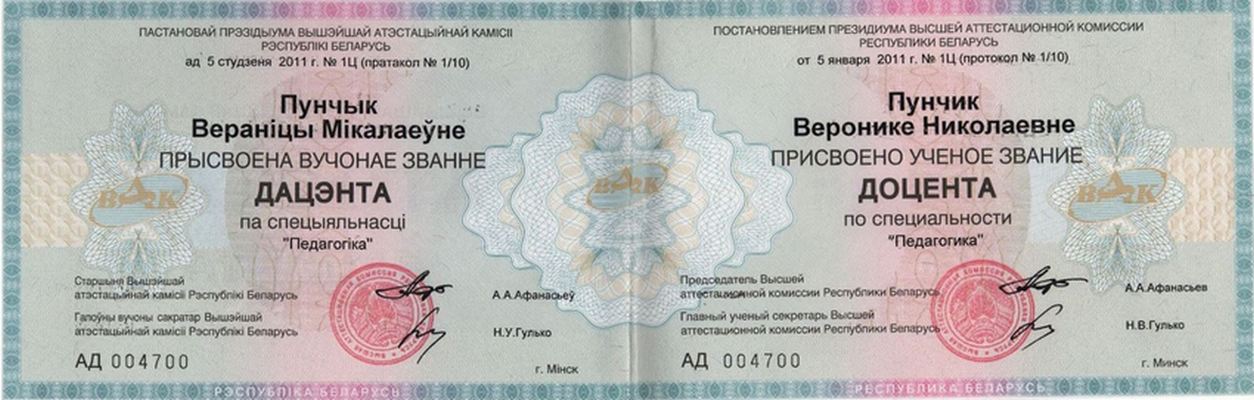 ПАСТАНОВАЙ ПРЭЗІДЫУМА ВЫШЭЙШАЙ АТЭСТАЦЫЙНАЙ КАМІСІІ
РЭСПУБЛІКІ БЕЛАРУСЬ
ад 5 студзеня 2011 г. № 1Ц (пратакол № 1/10)
Пунчык
Вераніцы Мікалаеўне
ПРЫСВОЕНА ВУЧОНАЕ ЗВАННЕ
ДАЦЭНТА
па спецыяльнасці
"Педагогіка"
Старшыня Вышэйшай
атэстацыйнай камісіі Рэспублікі Беларусь
А.А.Афанасьеў
Галоўны вучоны сакратар Вышэйшай
атэстацыйнай камісіі Рэспублікі Беларусь
Н.У.Гулько
АД 004700
г. Мінск
РЭСПУБЛІКА БЕЛАРУСЬ
ВАК
ПОСТАНОВЛЕНИЕМ ПРЕЗИДИУМА ВЫСШЕЙ АТТЕСТАЦИОННОЙ КОМИССИИ
РЕСПУБЛИКИ БЕЛАРУСЬ
от 5 января 2011 г. № 1Ц (протокол № 1/10)
Пунчик
Веронике Николаевне
ПРИСВОЕНО УЧЕНОЕ ЗВАНИЕ
ДОЦЕНТА
по специальности
"Педагогика"
Председатель Высшей
аттестационной комиссии Республики Беларусь
А.А.Афанасьев
Главный ученый секретарь Высшей
аттестационной комиссии Республики Беларусь
Н.В.Гулько
АД 004700
г. Минск
РЕСПУБЛИКА БЕЛАРУСЬ
ВАК
ВАК